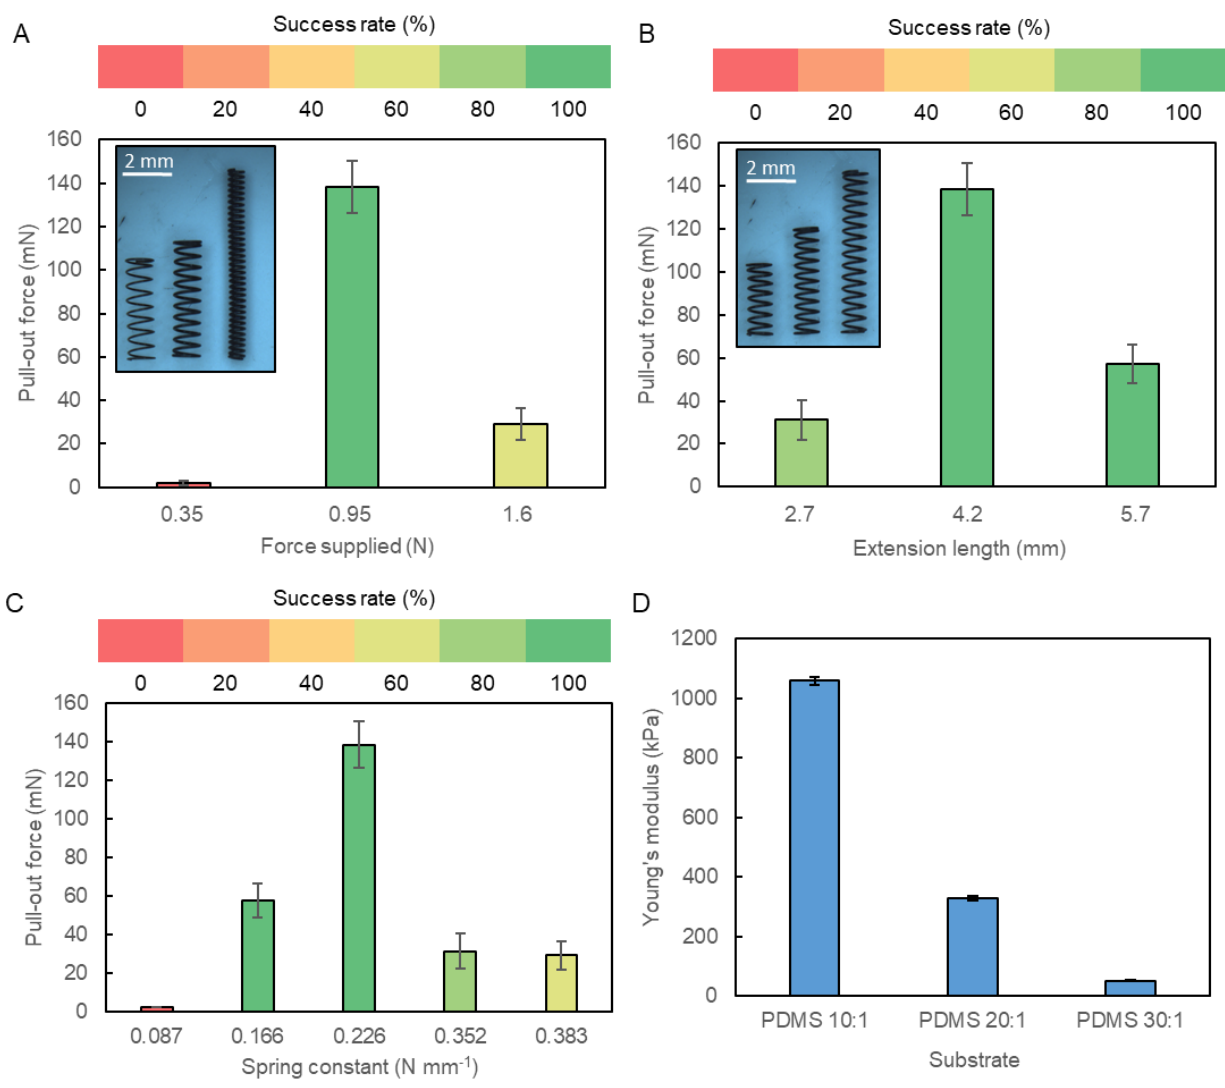 A
Success rate (%)
0 20 40 60 80 100
160
140
120
100
80
60
40
20
0
Pull-out force (mN)
2 mm
0.35 0.95 1.6
Force supplied (N)
B
Success rate (%)
0 20 40 60 80 100
160
140
120
100
80
60
40
20
0
Pull-out force (mN)
2 mm
2.7 4.2 5.7
Extension length (mm)
C
Success rate (%)
0 20 40 60 80 100
160
140
120
100
80
60
40
20
0
Pull-out force (mN)
0.087 0.166 0.226 0.352 0.383
Spring constant (N mm⁻¹)
D
1200
1000
800
600
400
200
0
Young's modulus (kPa)
PDMS 10:1 PDMS 20:1 PDMS 30:1
Substrate